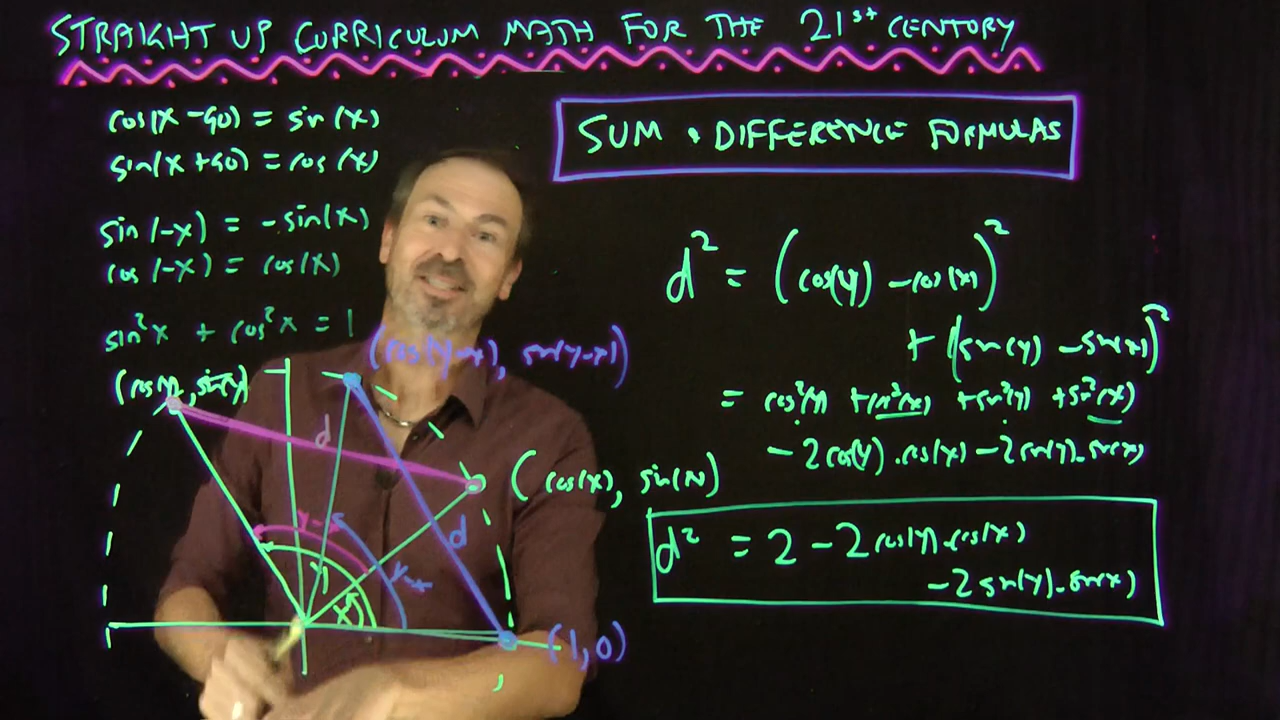 STRAIGHT UP CURRICULUM MATH FOR THE 21st CENTURY
SUM & DIFFERENCE FORMULAS
cos(x -90) = sin(x)
sin(x +90) = cos(x)
sin(-x) = -sin(x)
cos(-x) = cos(x)
sin²x + cos²x = 1
(cos(y), sin(y))
(cos(y-x), sin(y-x))
(cos(x), sin(x))
d
d
y-x
y-x
y
x
(1,0)
d² = (cos(y) - cos(x))²
+ (sin(y) - sin(x))²
= cos²(y) + cos²(x) + sin²(y) + sin²(x)
- 2cos(y).cos(x) - 2sin(y).sin(x)
d² = 2 - 2cos(y).cos(x)
- 2sin(y).sin(x)